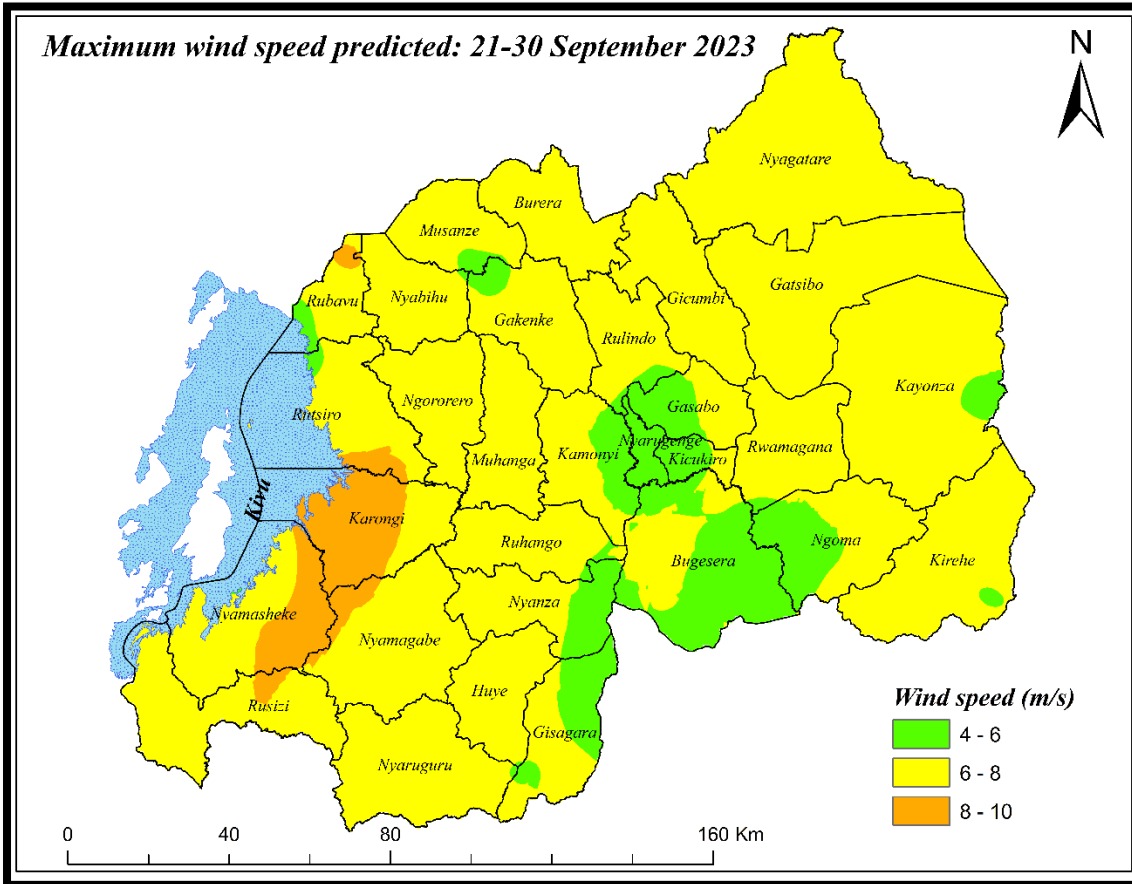 Maximum wind speed predicted: 21-30 September 2023
N
Nyagatare
Burera
Musanze
Gatsibo
Gicumbi
Rubavu
Nyabihu
Gakenke
Rulindo
Kayonza
Ngororero
Gasabo
Rutsiro
Nyarugenge
Rwamagana
Kamonyi
Muhanga
Kicukiro
Kivu
Karongi
Ruhango
Ngoma
Bugesera
Kirehe
Nyanza
Nyamasheke
Nyamagabe
Huye
Rusizi
Gisagara
Nyaruguru
Wind speed (m/s)
4 - 6
6 - 8
8 - 10
0 40 80 160 Km